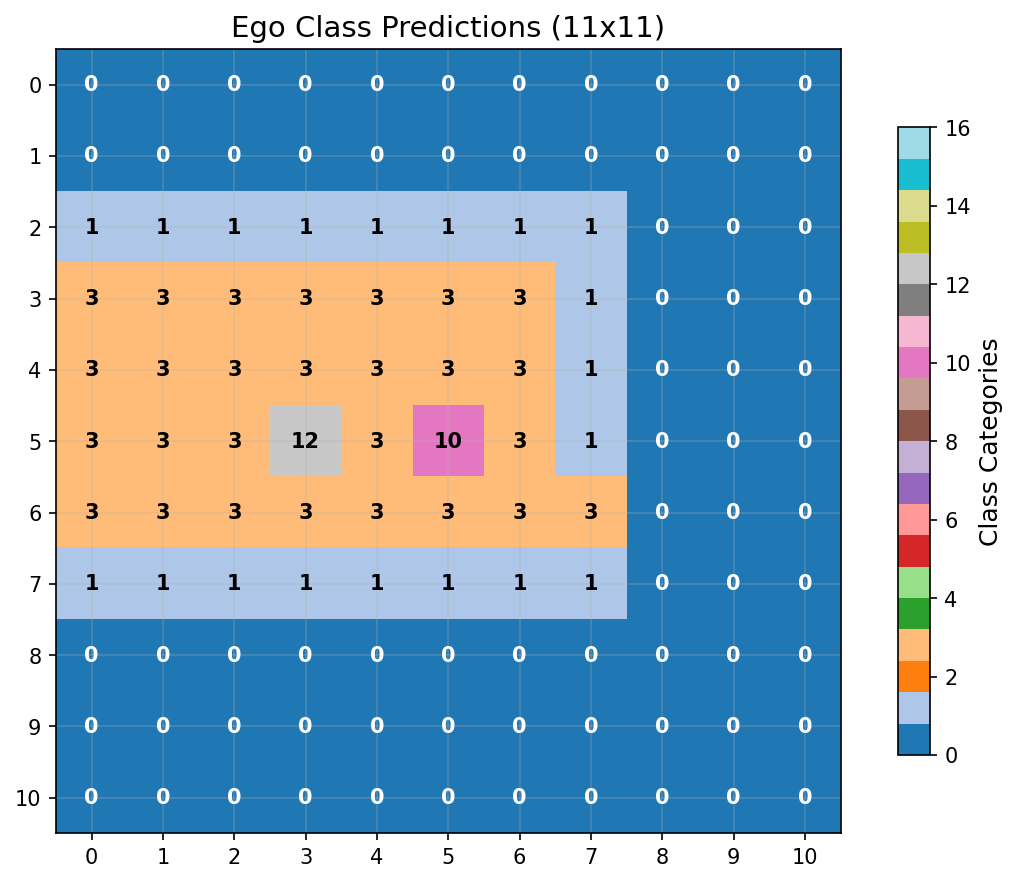 Ego Class Predictions (11x11)
0 0 0 0 0 0 0 0 0 0 0 0
1 0 0 0 0 0 0 0 0 0 0 0
2 1 1 1 1 1 1 1 1 0 0 0
3 3 3 3 3 3 3 3 1 0 0 0
4 3 3 3 3 3 3 3 1 0 0 0
5 3 3 3 12 3 10 3 1 0 0 0
6 3 3 3 3 3 3 3 3 0 0 0
7 1 1 1 1 1 1 1 1 0 0 0
8 0 0 0 0 0 0 0 0 0 0 0
9 0 0 0 0 0 0 0 0 0 0 0
10 0 0 0 0 0 0 0 0 0 0 0
0 1 2 3 4 5 6 7 8 9 10
16
14
12
10
8
6
4
2
0
Class Categories